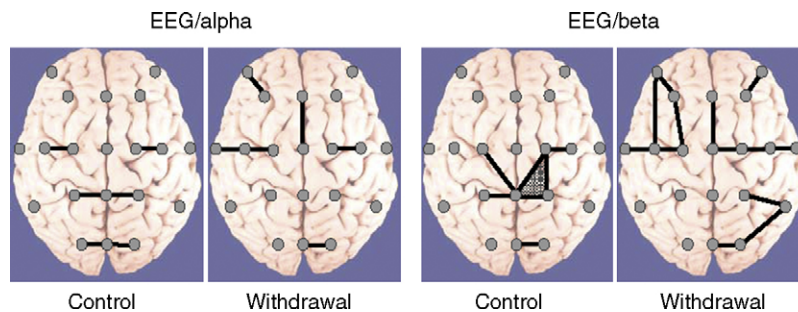 EEG/alpha
EEG/beta
Control
Withdrawal
Control
Withdrawal